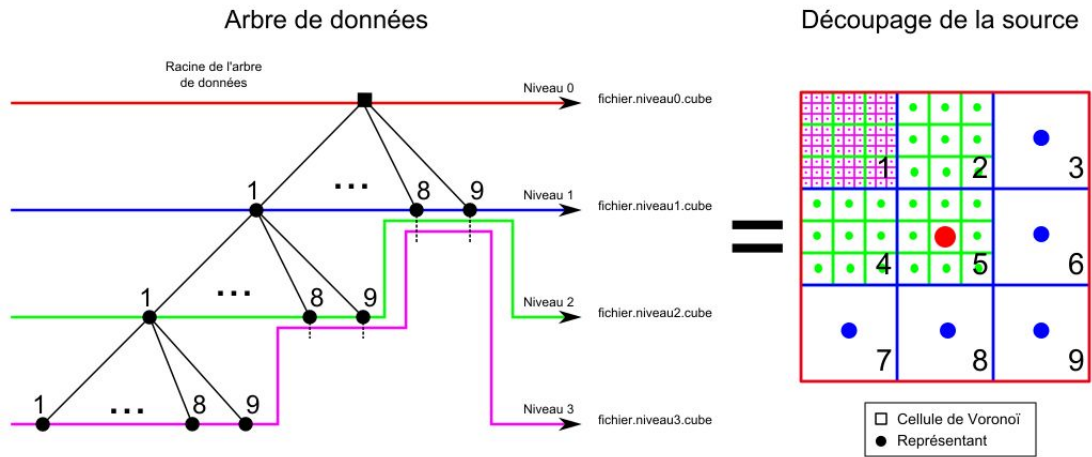 Arbre de données
Découpage de la source
Racine de l'arbre
de données
Niveau 0
fichier.niveau0.cube
1
...
8
9
Niveau 1
fichier.niveau1.cube
1
...
8
9
Niveau 2
fichier.niveau2.cube
1
...
8
9
Niveau 3
fichier.niveau3.cube
=
1
2
3
4
5
6
7
8
9
Cellule de Voronoï
Représentant